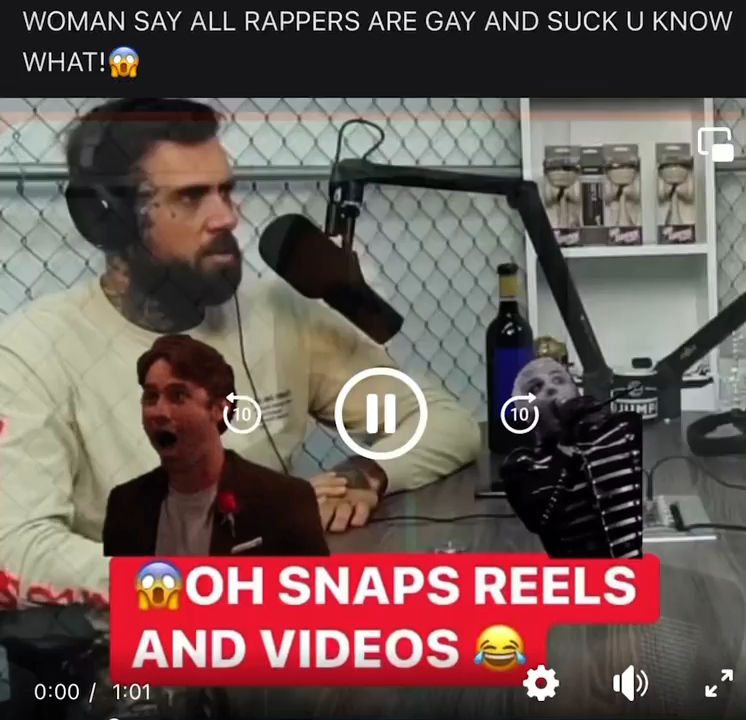 WOMAN SAY ALL RAPPERS ARE GAY AND SUCK U KNOW
WHAT!😱
10
10
JUMP
😱OH SNAPS REELS
AND VIDEOS 😂
0:00 / 1:01